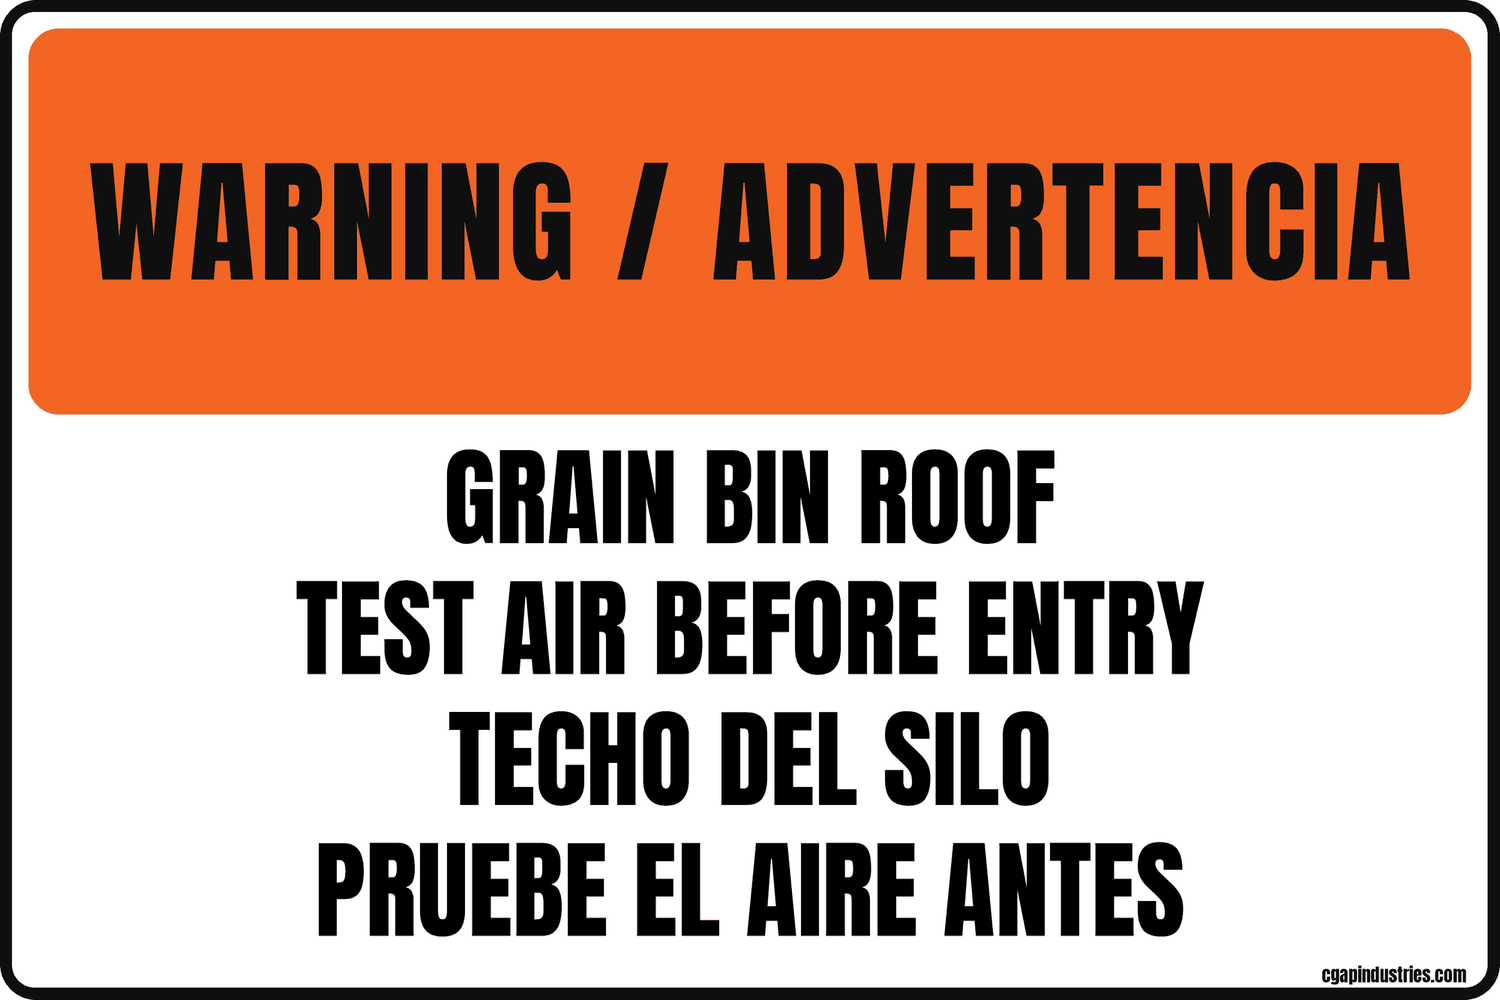 WARNING / ADVERTENCIA
GRAIN BIN ROOF
TEST AIR BEFORE ENTRY
TECHO DEL SILO
PRUEBE EL AIRE ANTES
cgapindustries.com